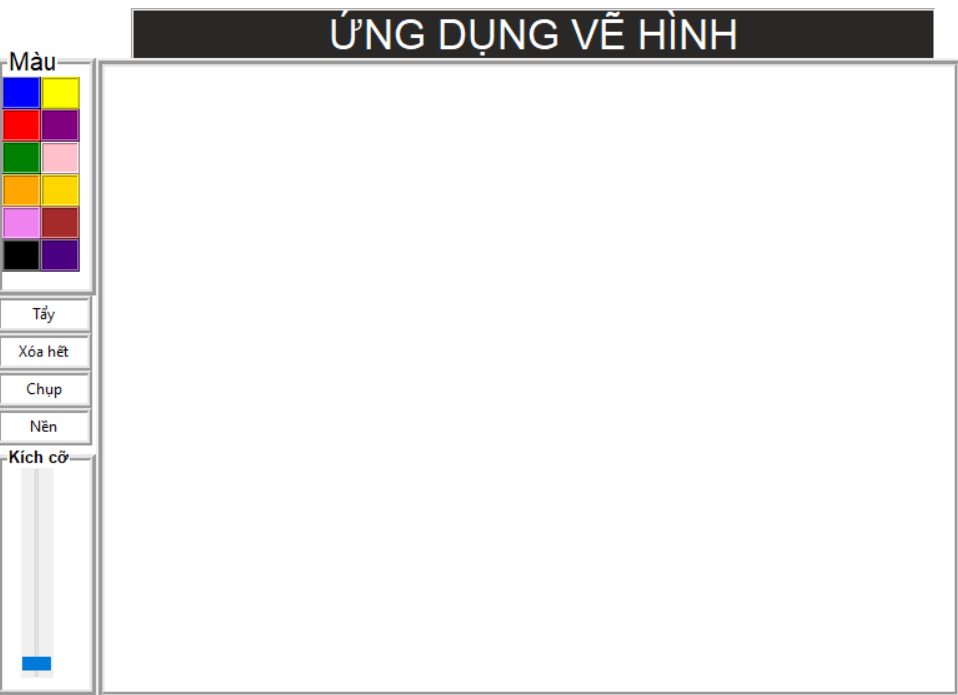 ỨNG DỤNG VẼ HÌNH
Màu
Tẩy
Xóa hết
Chụp
Nền
Kích cỡ